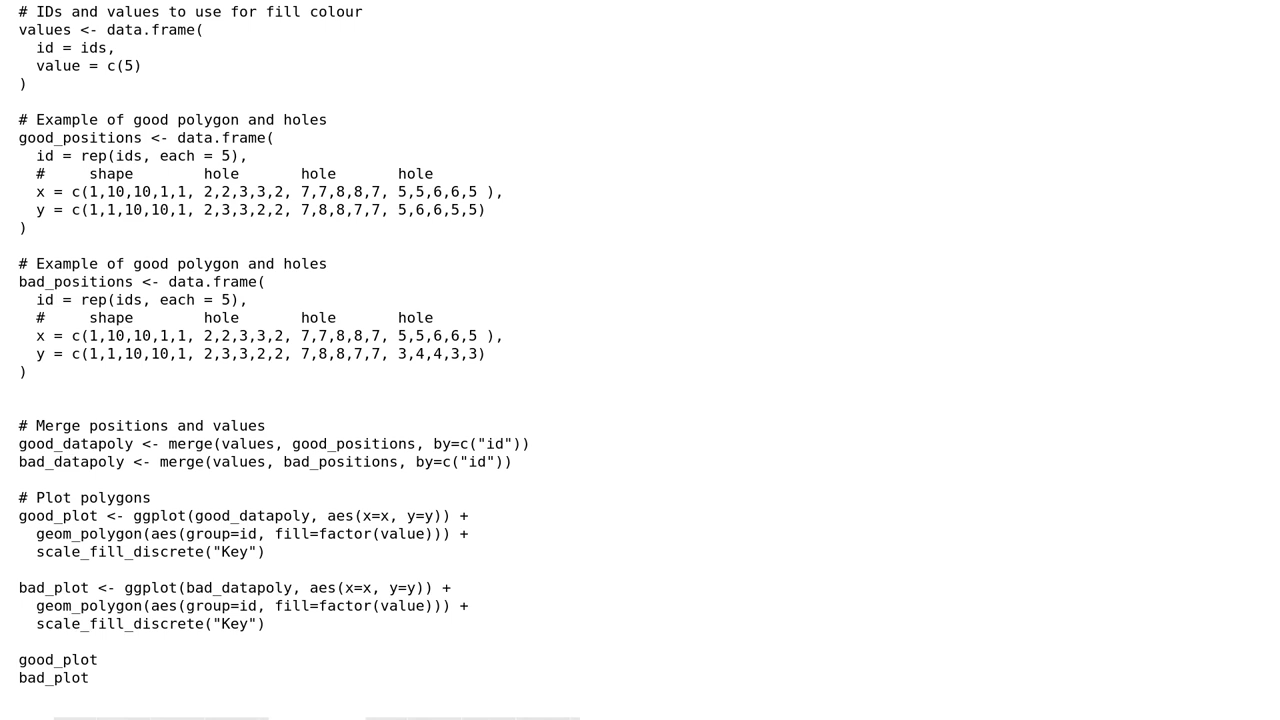 # IDs and values to use for fill colour
values <- data.frame(
  id = ids,
  value = c(5)
)

# Example of good polygon and holes
good_positions <- data.frame(
  id = rep(ids, each = 5),
  #     shape        hole       hole       hole
  x = c(1,10,10,1,1, 2,2,3,3,2, 7,7,8,8,7, 5,5,6,6,5 ),
  y = c(1,1,10,10,1, 2,3,3,2,2, 7,8,8,7,7, 5,6,6,5,5)
)

# Example of good polygon and holes
bad_positions <- data.frame(
  id = rep(ids, each = 5),
  #     shape        hole       hole       hole
  x = c(1,10,10,1,1, 2,2,3,3,2, 7,7,8,8,7, 5,5,6,6,5 ),
  y = c(1,1,10,10,1, 2,3,3,2,2, 7,8,8,7,7, 3,4,4,3,3)
)


# Merge positions and values
good_datapoly <- merge(values, good_positions, by=c("id"))
bad_datapoly <- merge(values, bad_positions, by=c("id"))

# Plot polygons
good_plot <- ggplot(good_datapoly, aes(x=x, y=y)) +
  geom_polygon(aes(group=id, fill=factor(value))) +
  scale_fill_discrete("Key")

bad_plot <- ggplot(bad_datapoly, aes(x=x, y=y)) +
  geom_polygon(aes(group=id, fill=factor(value))) +
  scale_fill_discrete("Key")

good_plot
bad_plot